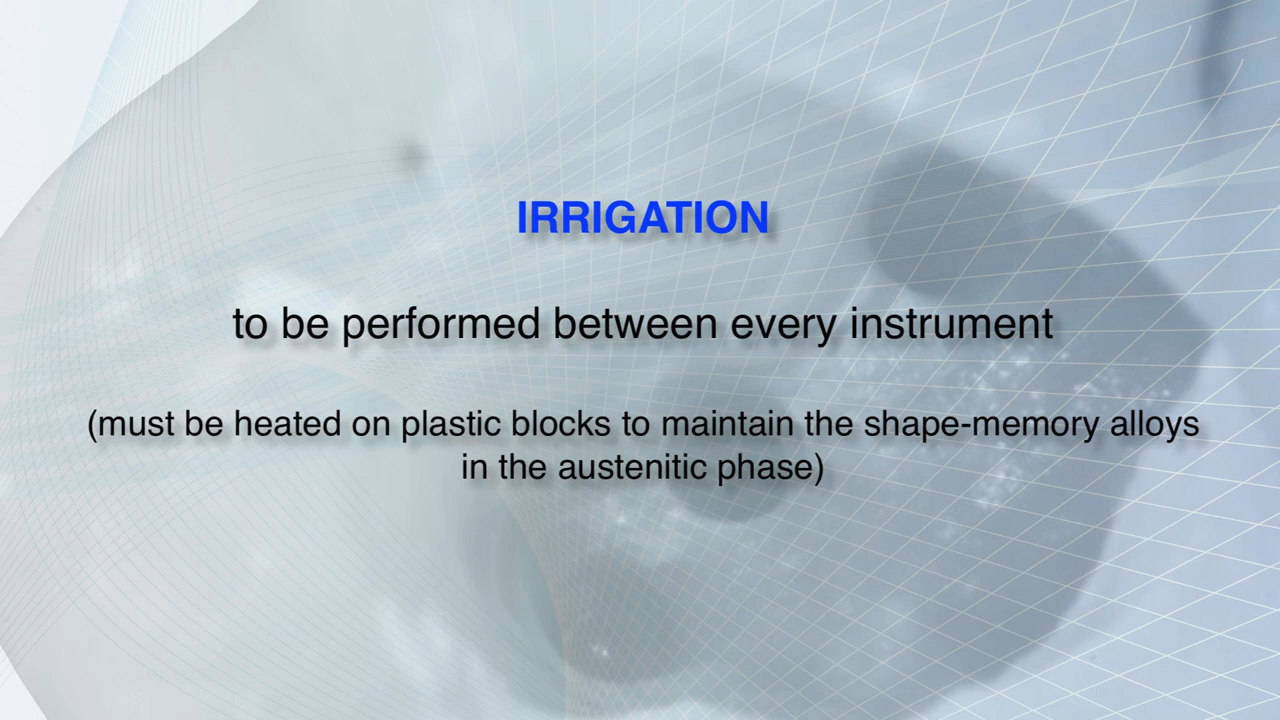 IRRIGATION
to be performed between every instrument
(must be heated on plastic blocks to maintain the shape-memory alloys
in the austenitic phase)